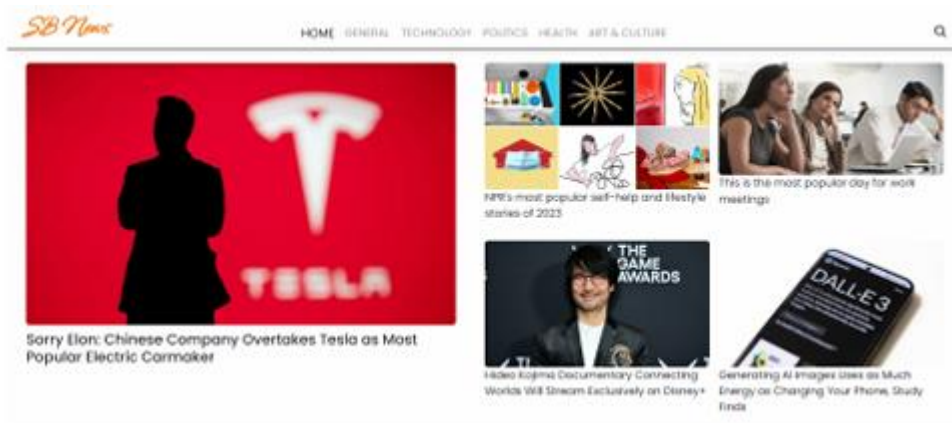 SB News
HOME GENERAL TECHNOLOGY POLITICS HEALTH ART & CULTURE
TESLA
Sorry Elon: Chinese Company Overtakes Tesla as Most
Popular Electric Carmaker
NPR's most popular self-help and lifestyle
stories of 2023
This is the most popular day for work
meetings
THE
GAME
AWARDS
Hideo Kojima Documentary Connecting
Worlds Will Stream Exclusively on Disney+
DALL·E 3
Generating AI Images Uses as Much
Energy as Charging Your Phone, Study
Finds